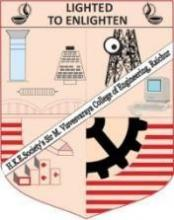 LIGHTED
TO ENLIGHTEN
H.K.E.Society's Sir M. Visvesvaraya College of Engineering, Raichur